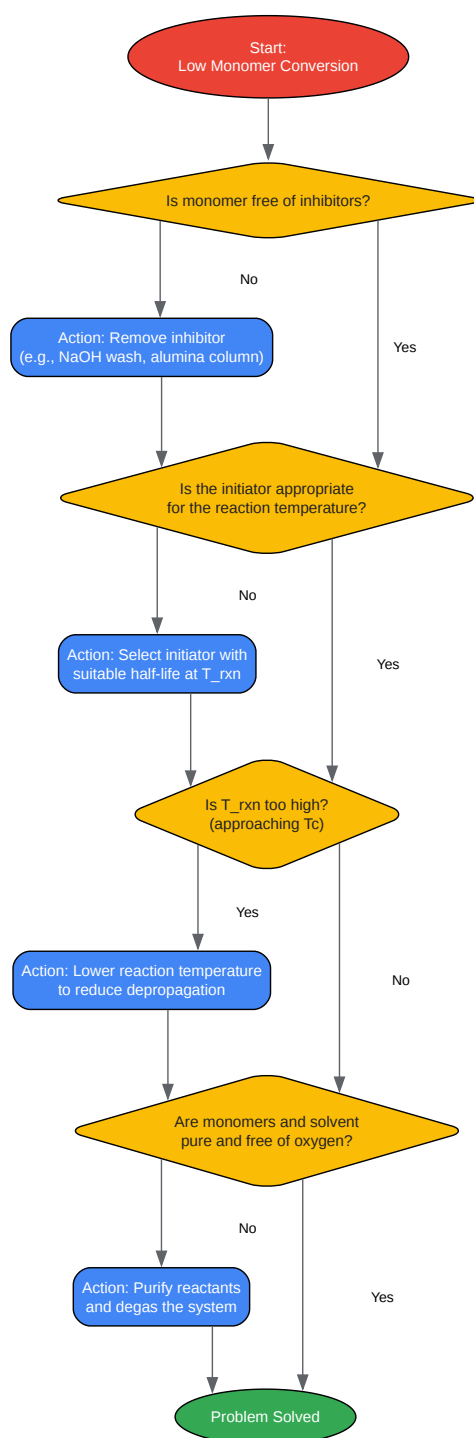 Start:
Low Monomer Conversion
Is monomer free of inhibitors?
No
Action: Remove inhibitor
(e.g., NaOH wash, alumina column)
Yes
Is the initiator appropriate
for the reaction temperature?
No
Action: Select initiator with
suitable half-life at T_rxn
Yes
Is T_rxn too high?
(approaching Tc)
Yes
Action: Lower reaction temperature
to reduce depropagation
No
Are monomers and solvent
pure and free of oxygen?
No
Action: Purify reactants
and degas the system
Yes
Problem Solved